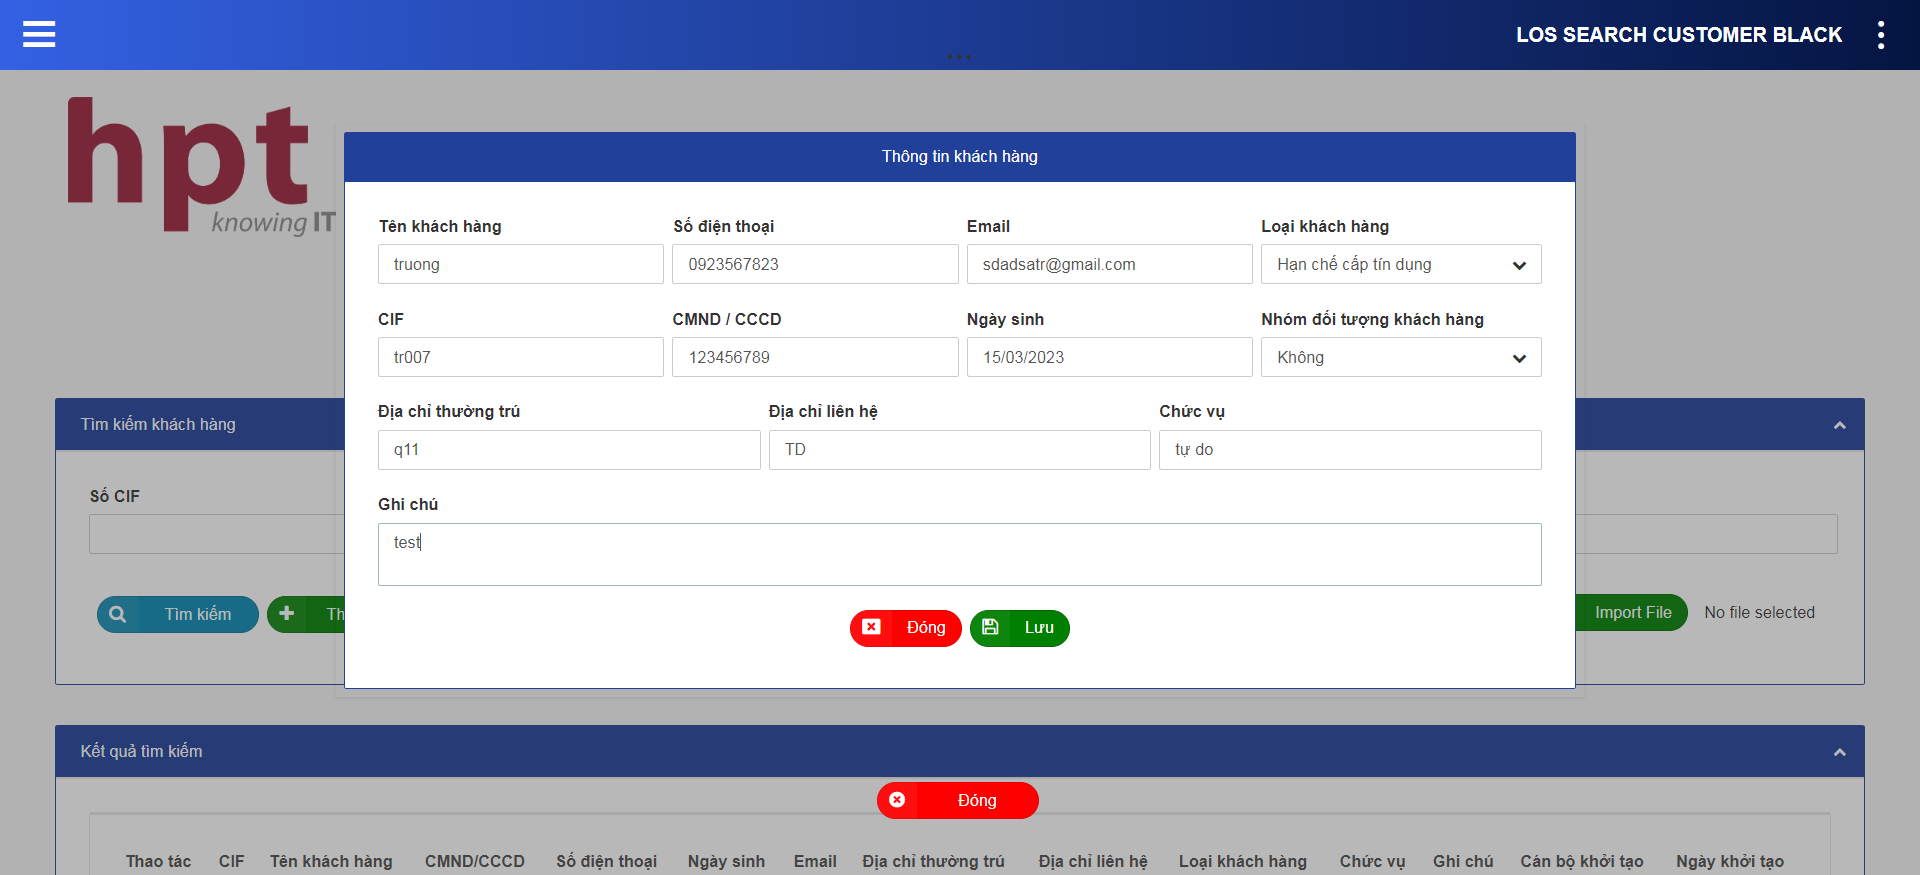 LOS SEARCH CUSTOMER BLACK
hpt
knowing IT
Thông tin khách hàng
Tên khách hàng Số điện thoại Email Loại khách hàng
truong 0923567823 sdadsatr@gmail.com Hạn chế cấp tín dụng
CIF CMND / CCCD Ngày sinh Nhóm đối tượng khách hàng
tr007 123456789 15/03/2023 Không
Địa chỉ thường trú Địa chỉ liên hệ Chức vụ
q11 TD tự do
Ghi chú
test
Đóng Lưu
Tìm kiếm khách hàng
Số CIF
Tìm kiếm Th Import File No file selected
Kết quả tìm kiếm
Đóng
Thao tác CIF Tên khách hàng CMND/CCCD Số điện thoại Ngày sinh Email Địa chỉ thường trú Địa chỉ liên hệ Loại khách hàng Chức vụ Ghi chú Cán bộ khởi tạo Ngày khởi tạo